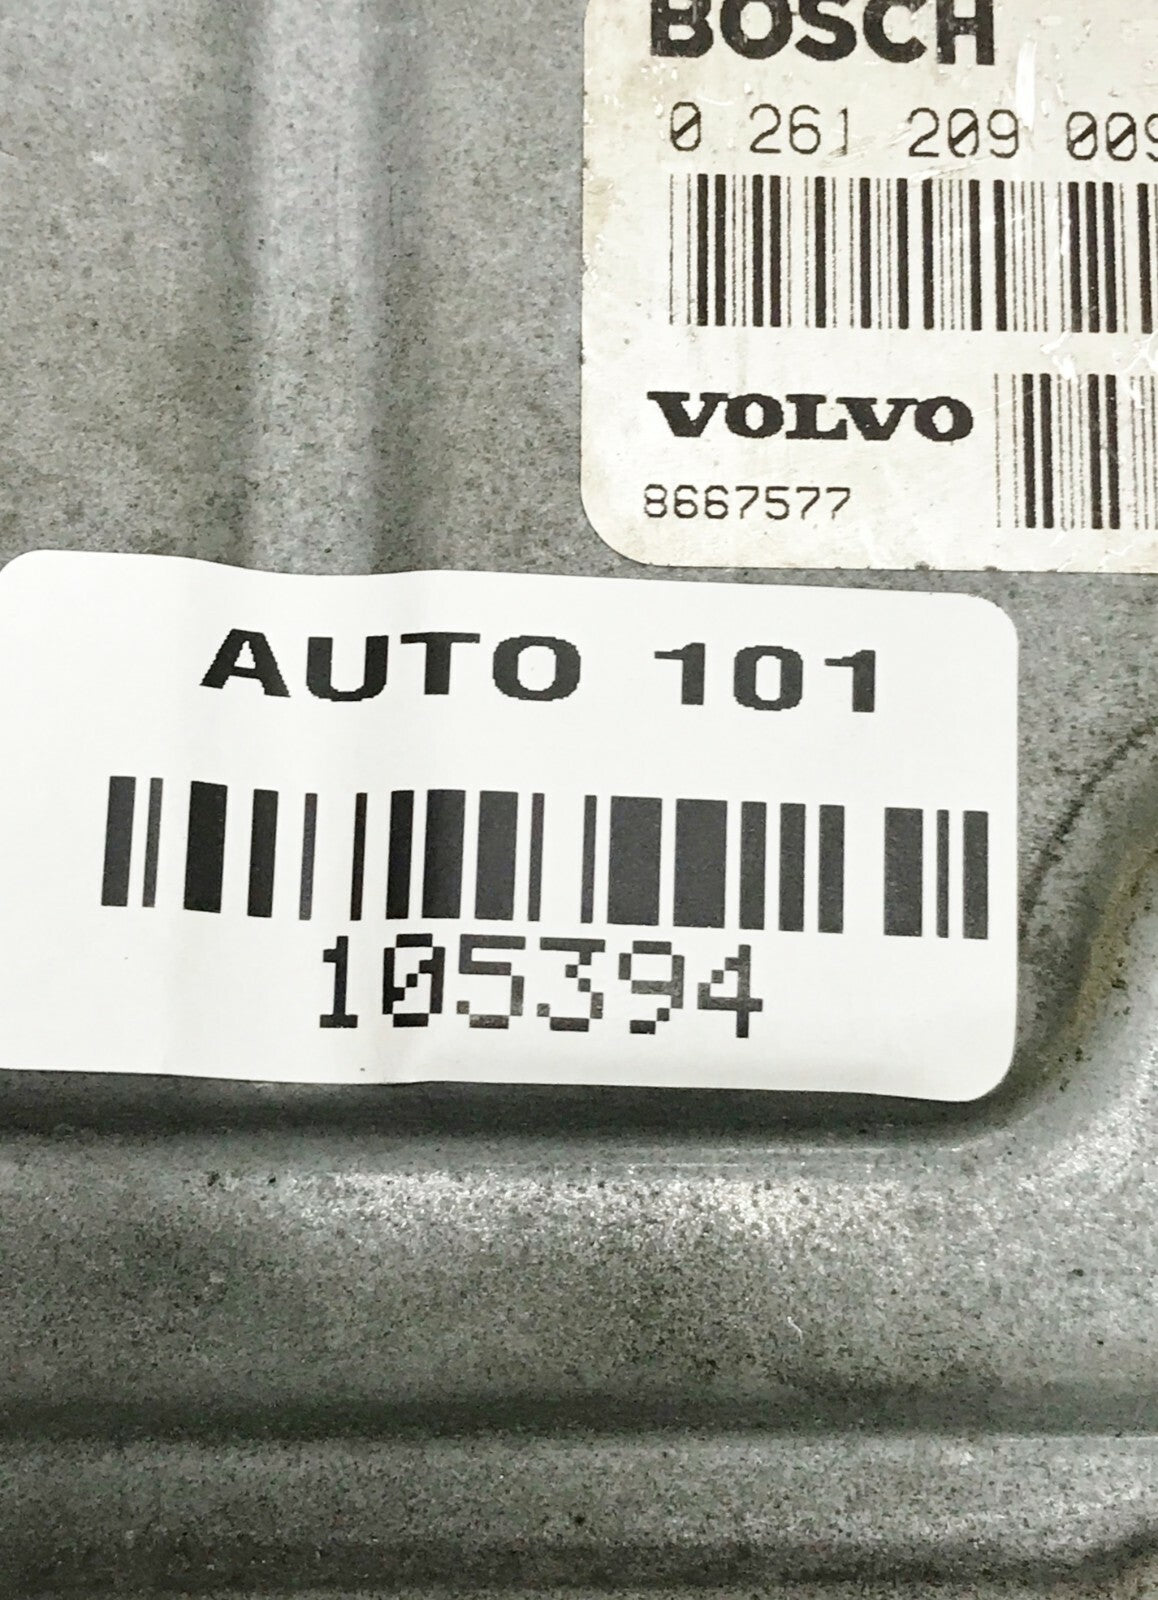 BOSCH
0 261 209 009
VOLVO
8667577
AUTO 101
105394